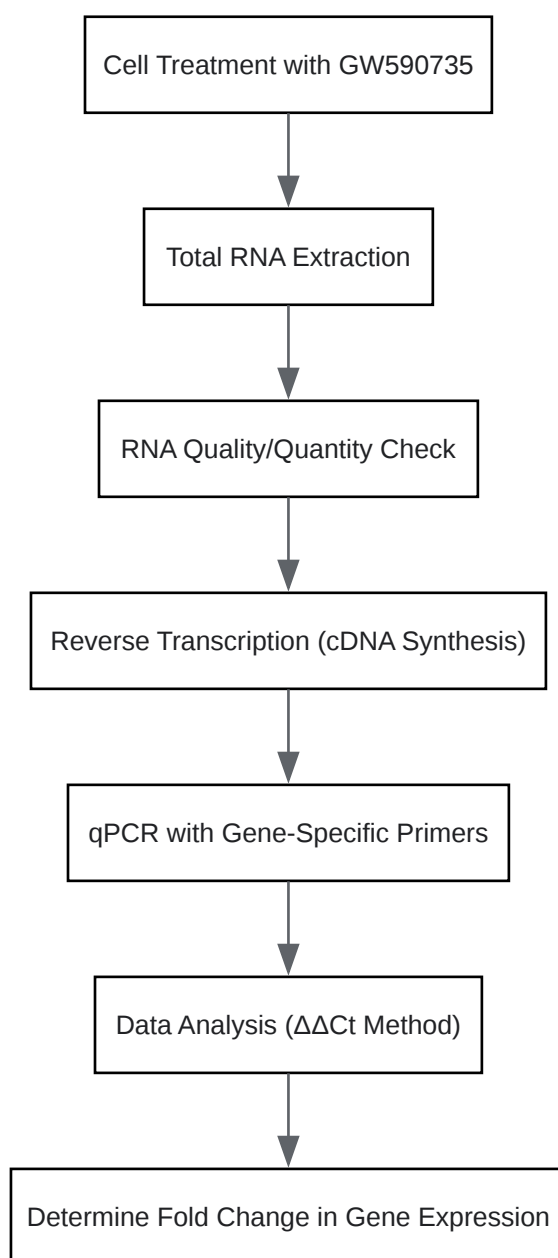 Cell Treatment with GW590735
Total RNA Extraction
RNA Quality/Quantity Check
Reverse Transcription (cDNA Synthesis)
qPCR with Gene-Specific Primers
Data Analysis (ΔΔCt Method)
Determine Fold Change in Gene Expression